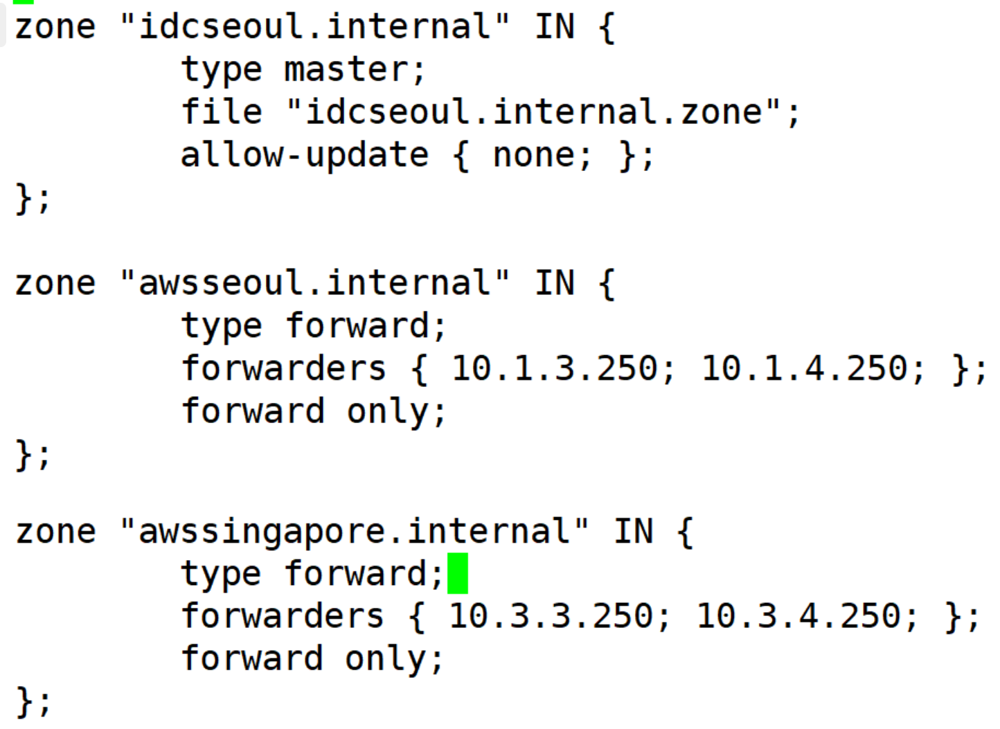 zone "idcseoul.internal" IN {
        type master;
        file "idcseoul.internal.zone";
        allow-update { none; };
};

zone "awsseoul.internal" IN {
        type forward;
        forwarders { 10.1.3.250; 10.1.4.250; };
        forward only;
};

zone "awssingapore.internal" IN {
        type forward;
        forwarders { 10.3.3.250; 10.3.4.250; };
        forward only;
};